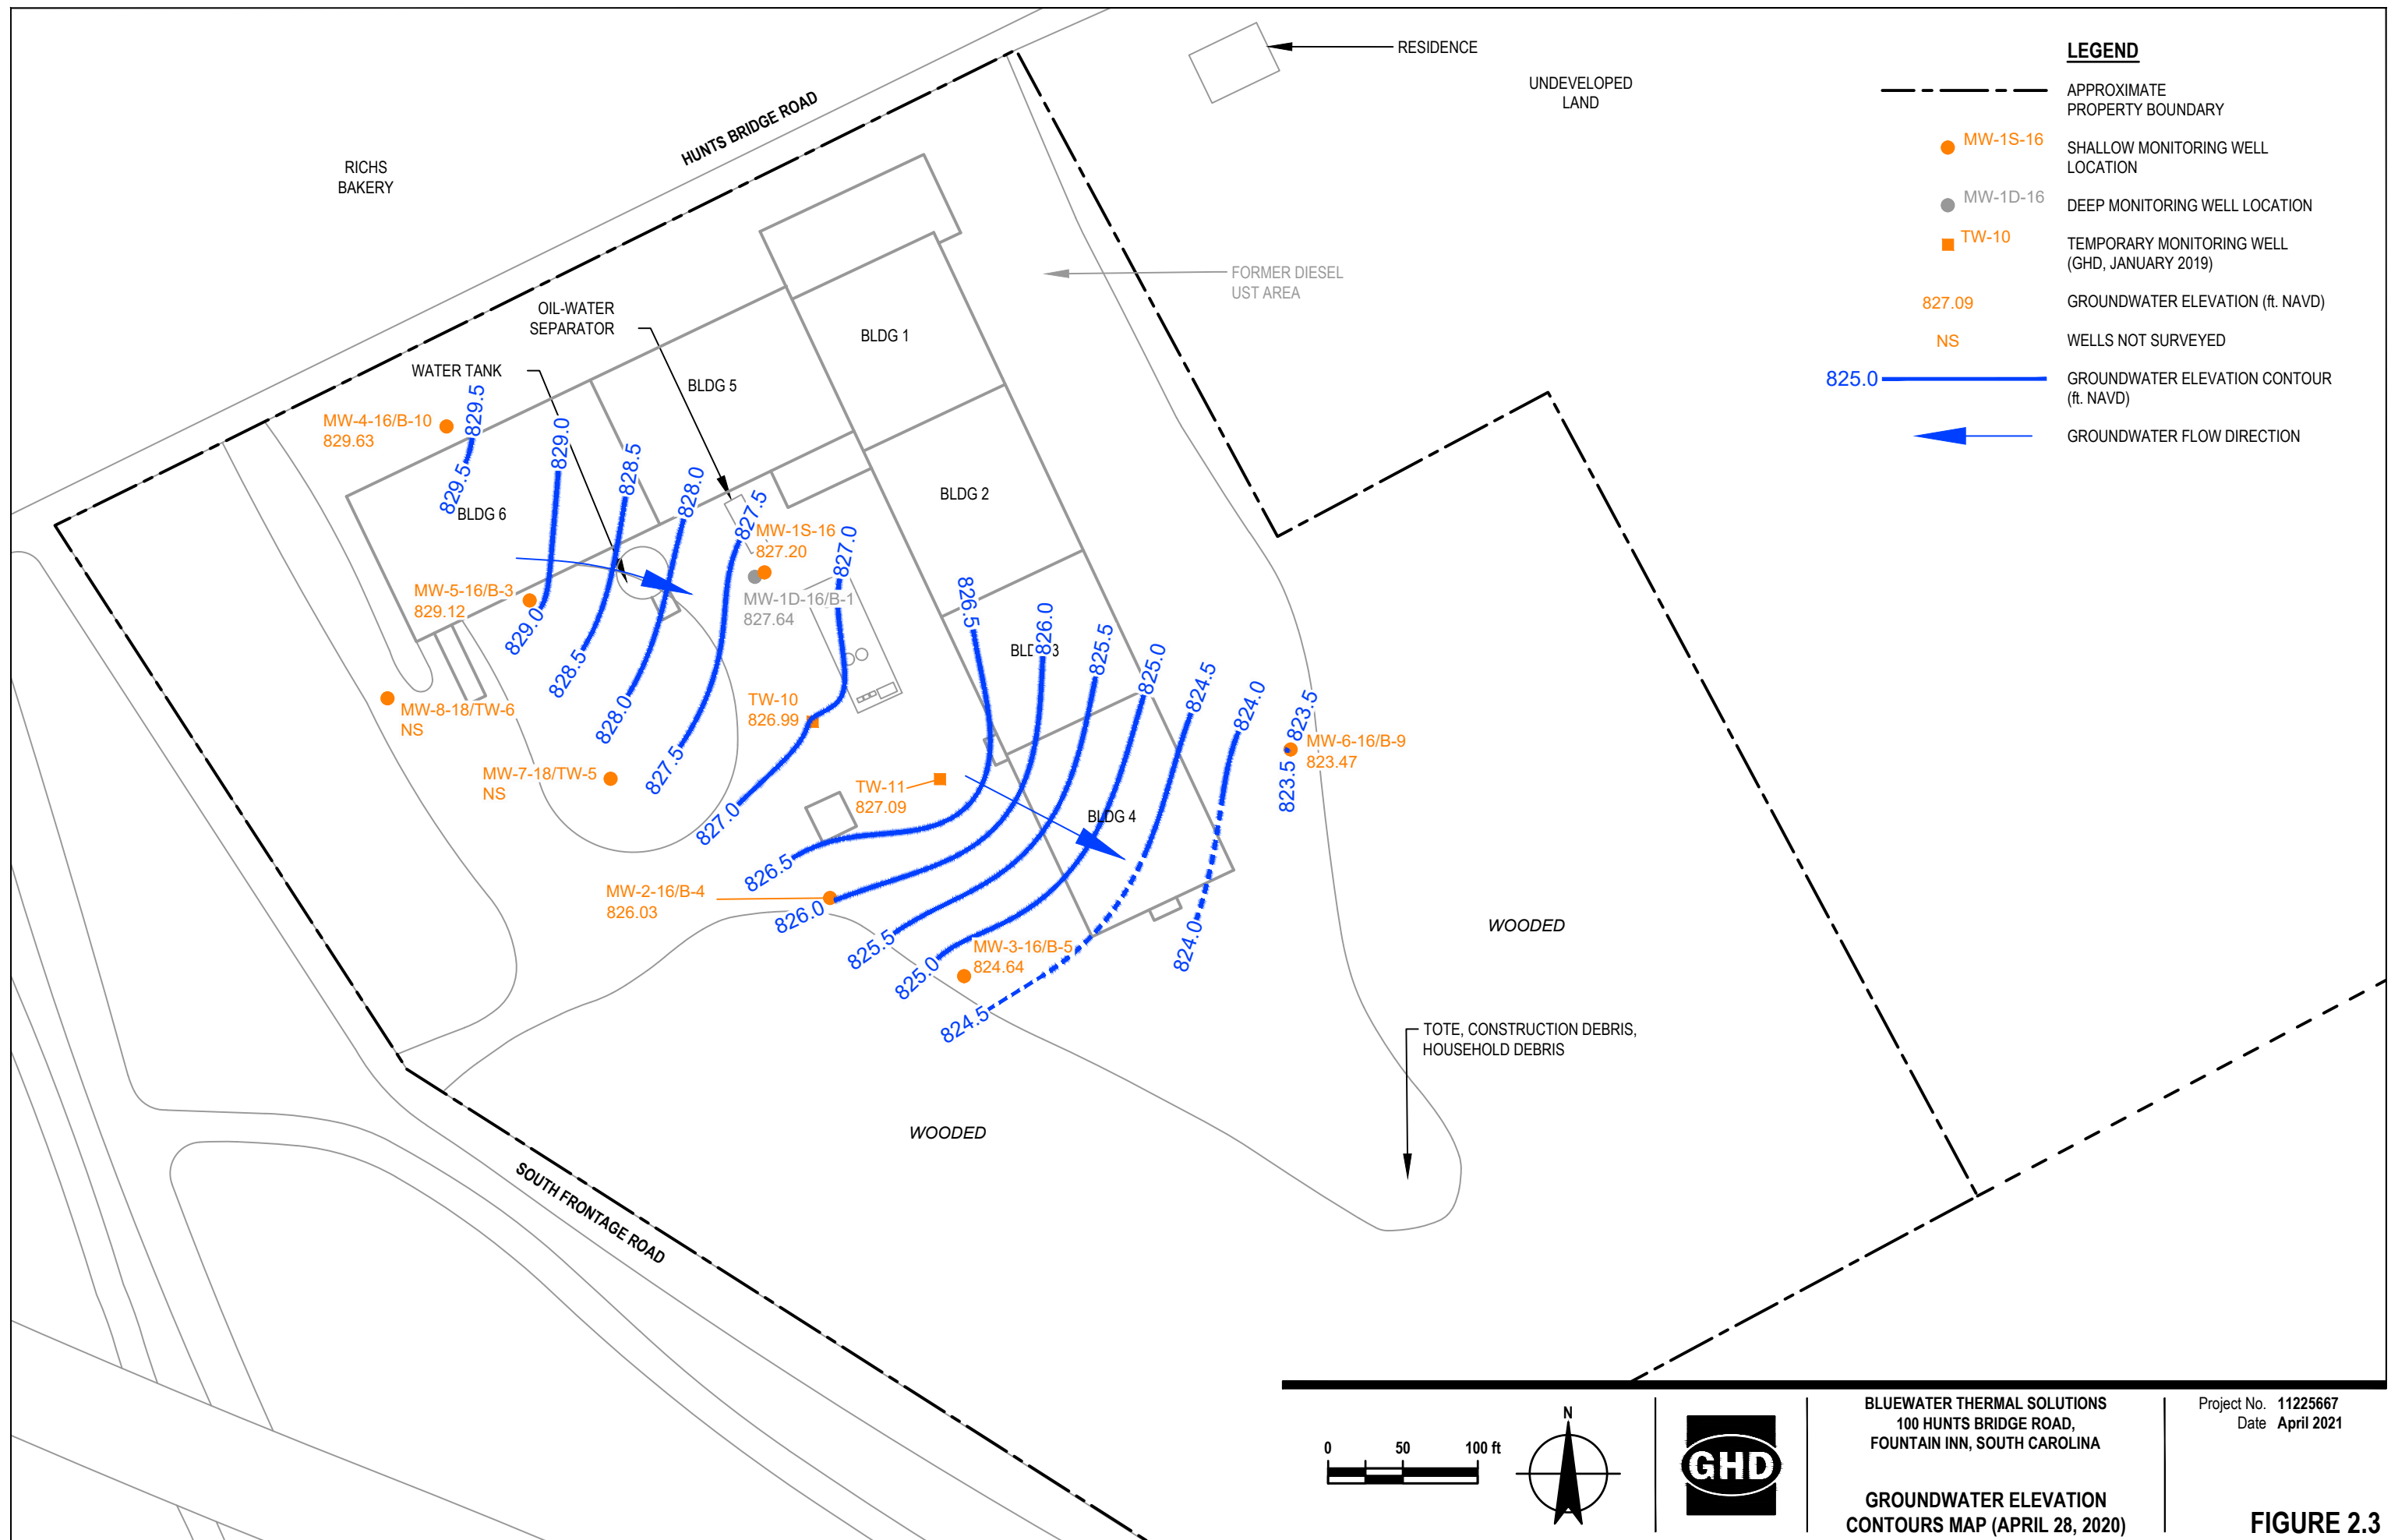 RESIDENCE
UNDEVELOPED
LAND
HUNTS BRIDGE ROAD
RICHS
BAKERY
FORMER DIESEL
UST AREA
OIL-WATER
SEPARATOR
WATER TANK
BLDG 1
BLDG 5
BLDG 2
BLDG 6
BLDG 3
BLDG 4
MW-4-16/B-10
829.63
829.5
829.5
829.0
829.0
828.5
828.5
828.0
828.0
827.5
827.5
MW-1S-16
827.20
827.0
827.0
MW-1D-16/B-1
827.64
MW-5-16/B-3
829.12
MW-8-18/TW-6
NS
MW-7-18/TW-5
NS
TW-10
826.99
TW-11
827.09
826.5
826.5
826.0
826.0
825.5
825.5
825.0
825.0
824.5
824.5
824.0
824.0
823.5
823.5
MW-6-16/B-9
823.47
MW-2-16/B-4
826.03
MW-3-16/B-5
824.64
WOODED
WOODED
TOTE, CONSTRUCTION DEBRIS,
HOUSEHOLD DEBRIS
SOUTH FRONTAGE ROAD
LEGEND
APPROXIMATE
PROPERTY BOUNDARY
MW-1S-16
SHALLOW MONITORING WELL
LOCATION
MW-1D-16
DEEP MONITORING WELL LOCATION
TW-10
TEMPORARY MONITORING WELL
(GHD, JANUARY 2019)
827.09
GROUNDWATER ELEVATION (ft. NAVD)
NS
WELLS NOT SURVEYED
825.0
GROUNDWATER ELEVATION CONTOUR
(ft. NAVD)
GROUNDWATER FLOW DIRECTION
0 50 100 ft
N
GHD
BLUEWATER THERMAL SOLUTIONS
100 HUNTS BRIDGE ROAD,
FOUNTAIN INN, SOUTH CAROLINA
GROUNDWATER ELEVATION
CONTOURS MAP (APRIL 28, 2020)
Project No. 11225667
Date April 2021
FIGURE 2.3